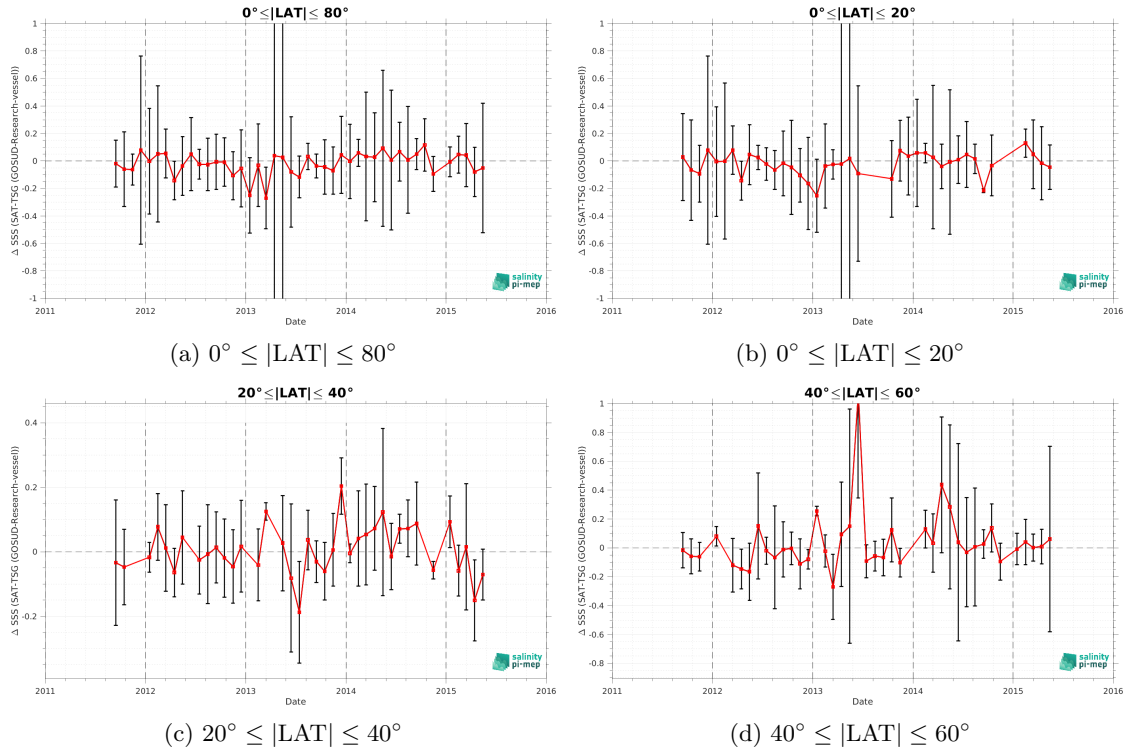 0°≤|LAT|≤ 80°
Δ SSS (SAT-TSG (GOSUD-Research-vessel))
1
0.8
0.6
0.4
0.2
0
-0.2
-0.4
-0.6
-0.8
-1
2011 2012 2013 2014 2015 2016
Date
salinity
pi-mep
(a) 0° ≤ |LAT| ≤ 80°
0°≤|LAT|≤ 20°
Δ SSS (SAT-TSG (GOSUD-Research-vessel))
1
0.8
0.6
0.4
0.2
0
-0.2
-0.4
-0.6
-0.8
-1
2011 2012 2013 2014 2015 2016
Date
salinity
pi-mep
(b) 0° ≤ |LAT| ≤ 20°
20°≤|LAT|≤ 40°
Δ SSS (SAT-TSG (GOSUD-Research-vessel))
0.4
0.2
0
-0.2
2011 2012 2013 2014 2015 2016
Date
salinity
pi-mep
(c) 20° ≤ |LAT| ≤ 40°
40°≤|LAT|≤ 60°
Δ SSS (SAT-TSG (GOSUD-Research-vessel))
1
0.8
0.6
0.4
0.2
0
-0.2
-0.4
-0.6
-0.8
2011 2012 2013 2014 2015 2016
Date
salinity
pi-mep
(d) 40° ≤ |LAT| ≤ 60°